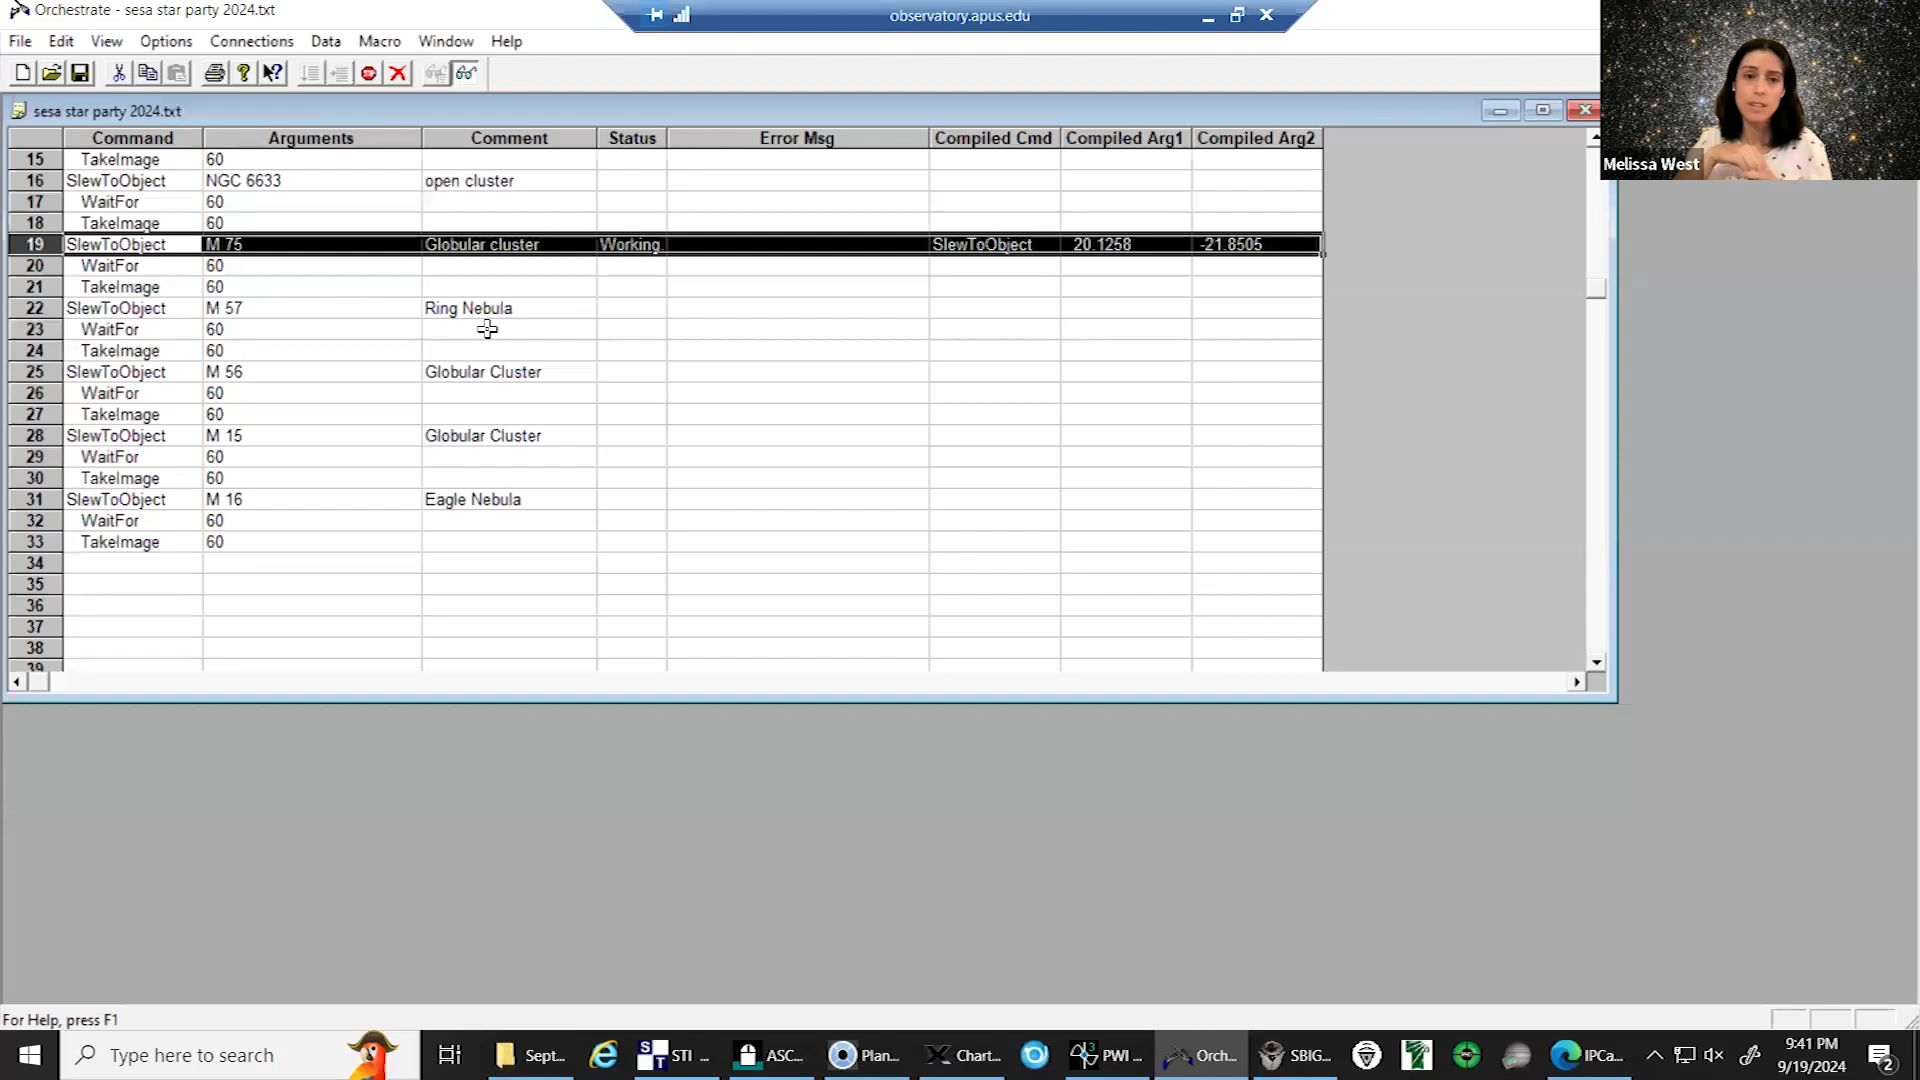 Orchestrate - sesa star party 2024.txt
observatory.apus.edu
File Edit View Options Connections Data Macro Window Help
sesa star party 2024.txt
Melissa West
Command Arguments Comment Status Error Msg Compiled Cmd Compiled Arg1 Compiled Arg2
15 TakeImage 60
16 SlewToObject NGC 6633 open cluster
17 WaitFor 60
18 TakeImage 60
19 SlewToObject M 75 Globular cluster Working. SlewToObject 20.1258 -21.8505
20 WaitFor 60
21 TakeImage 60
22 SlewToObject M 57 Ring Nebula
23 WaitFor 60
24 TakeImage 60
25 SlewToObject M 56 Globular Cluster
26 WaitFor 60
27 TakeImage 60
28 SlewToObject M 15 Globular Cluster
29 WaitFor 60
30 TakeImage 60
31 SlewToObject M 16 Eagle Nebula
32 WaitFor 60
33 TakeImage 60
34
35
36
37
38
39
For Help, press F1
Type here to search Sept... STI ... ASC... Plan... Chart... PWI ... Orch... SBIG... IPCa... 9:41 PM
9/19/2024 2